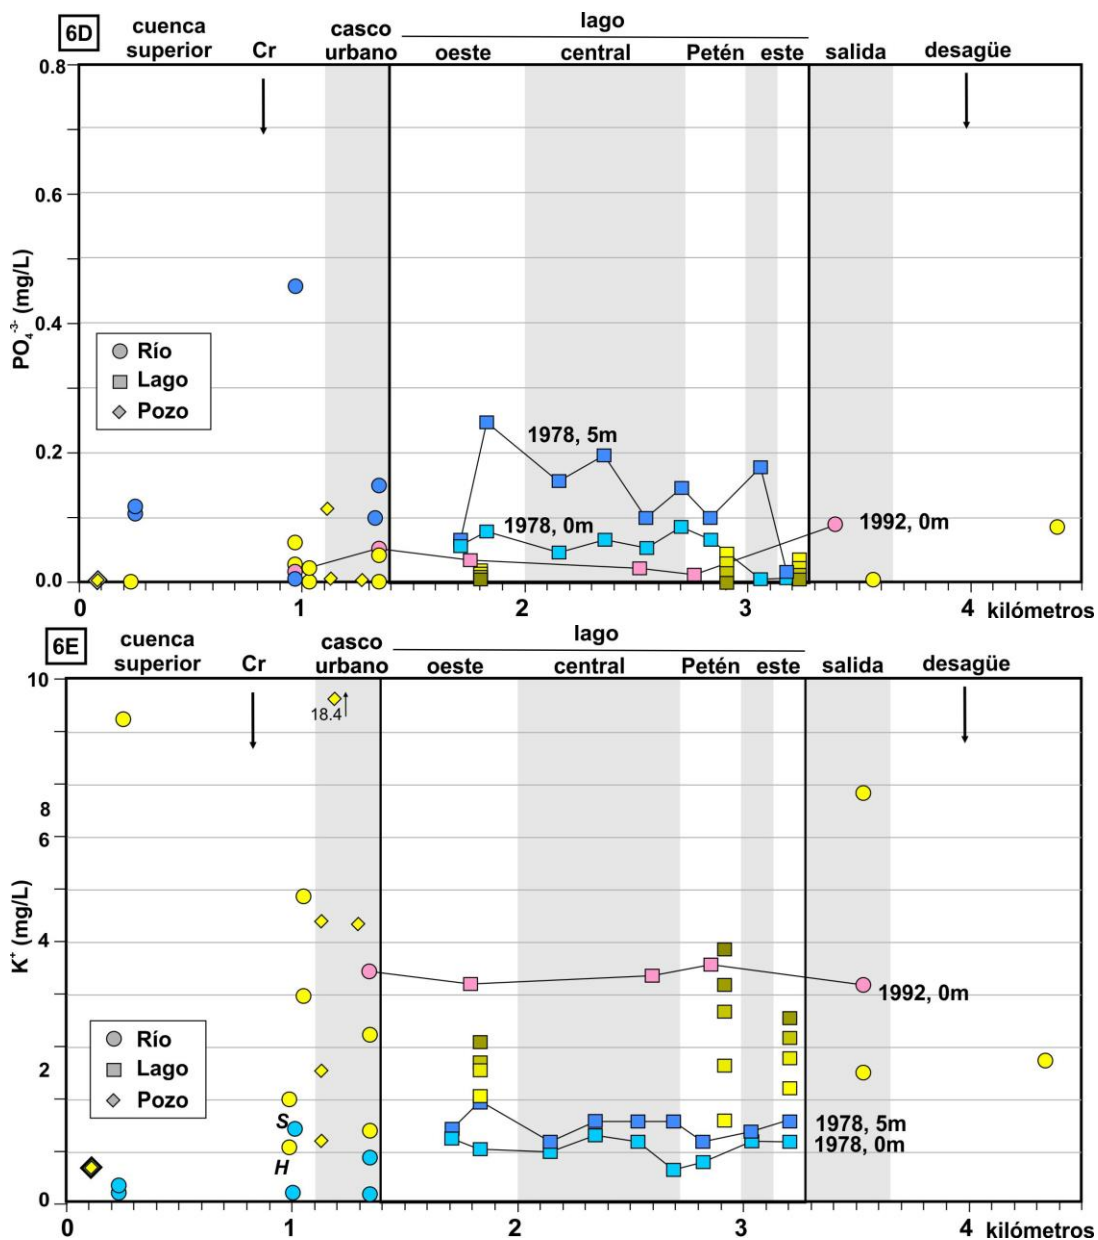 6D
cuenca superior
Cr
casco urbano
lago
oeste
central
Petén
este
salida
desagüe
0.8
0.6
0.4
0.2
0.0
PO₄⁻³⁻ (mg/L)
Río
Lago
Pozo
1978, 5m
1978, 0m
1992, 0m
1
2
3
4
kilómetros
6E
cuenca superior
Cr
casco urbano
lago
oeste
central
Petén
este
salida
desagüe
10
8
6
4
2
0
K⁺ (mg/L)
18.4
Río
Lago
Pozo
S
H
1992, 0m
1978, 5m
1978, 0m
0
1
2
3
4
kilómetros